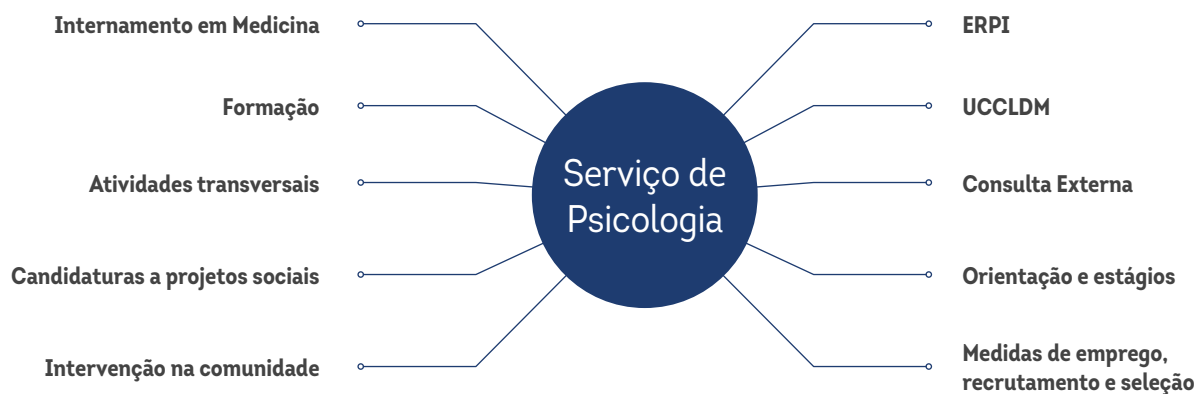 Internamento em Medicina
Formação
Atividades transversais
Candidaturas a projetos sociais
Intervenção na comunidade
Serviço de
Psicologia
ERPI
UCCLDM
Consulta Externa
Orientação e estágios
Medidas de emprego,
recrutamento e seleção